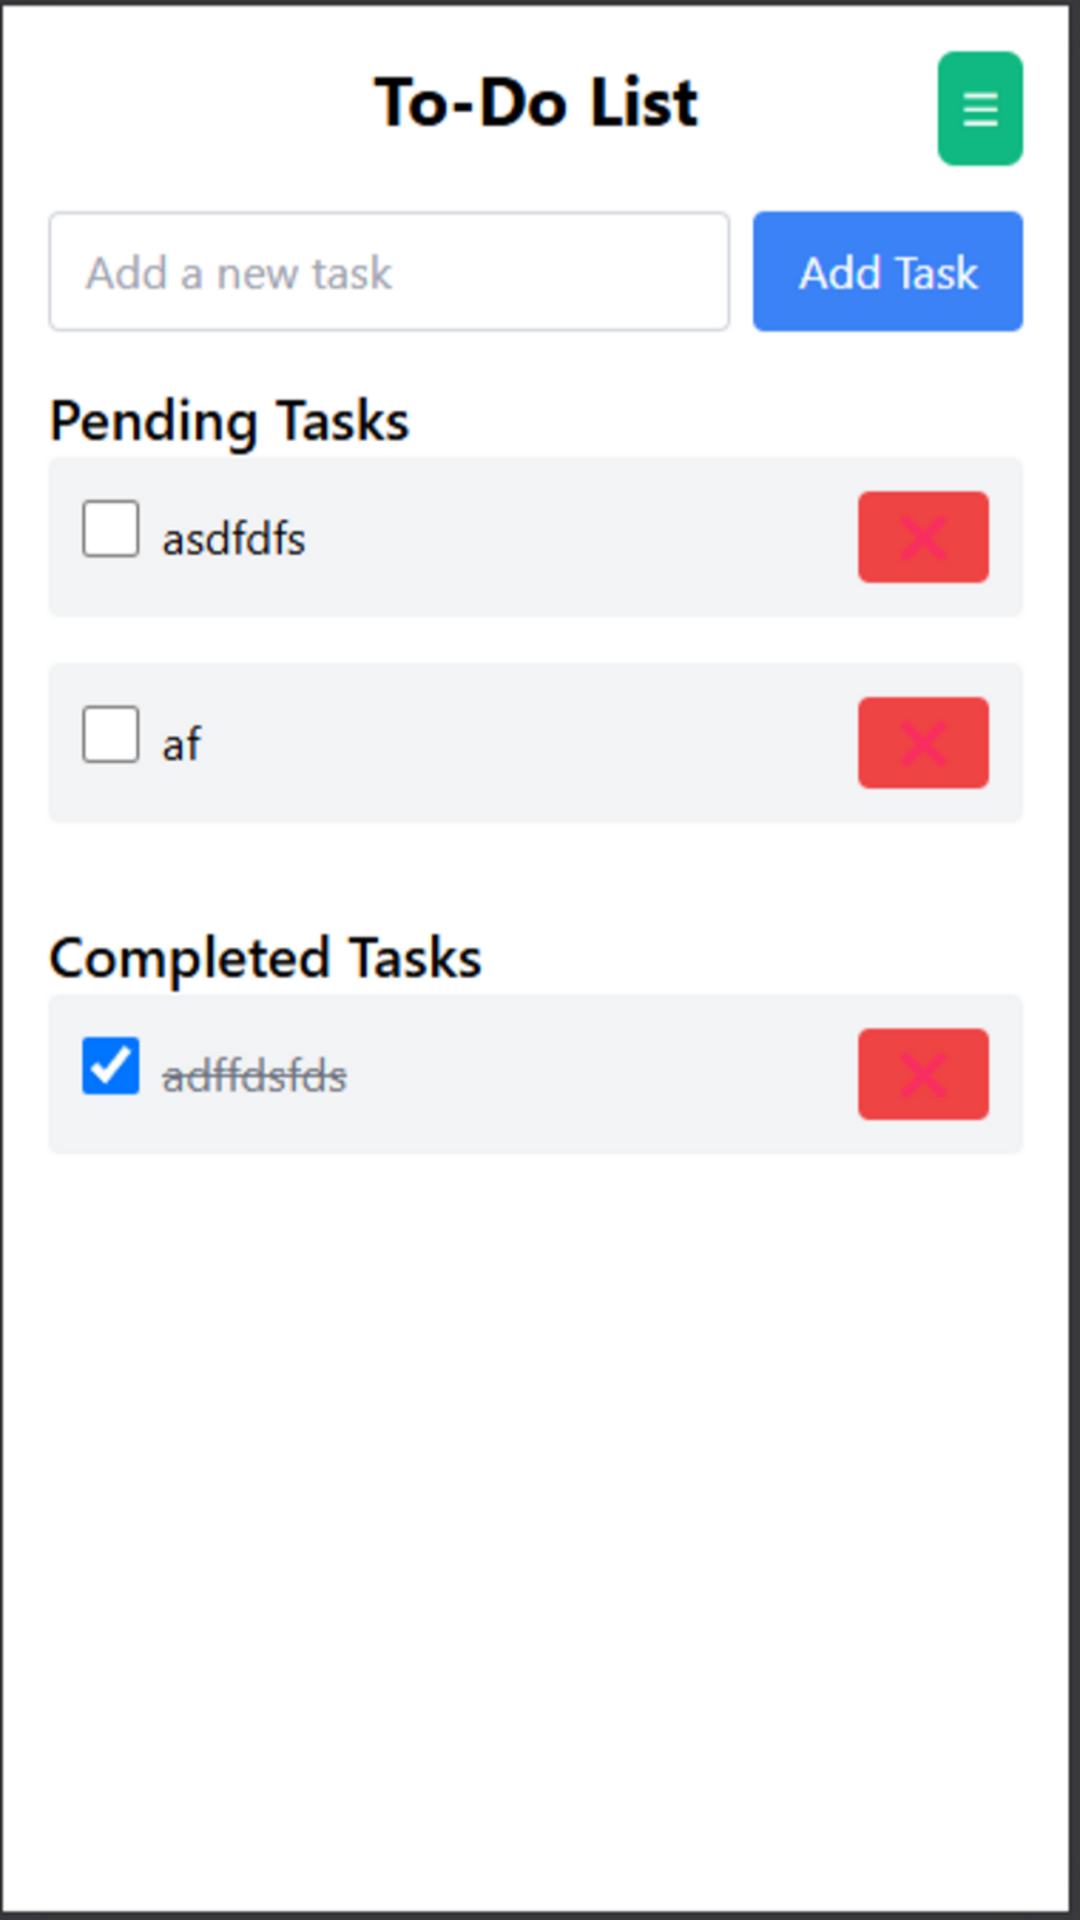 To-Do List
☰
Add a new task
Add Task
Pending Tasks
asdfdfs
❌
af
❌
Completed Tasks
adffdsfds
❌